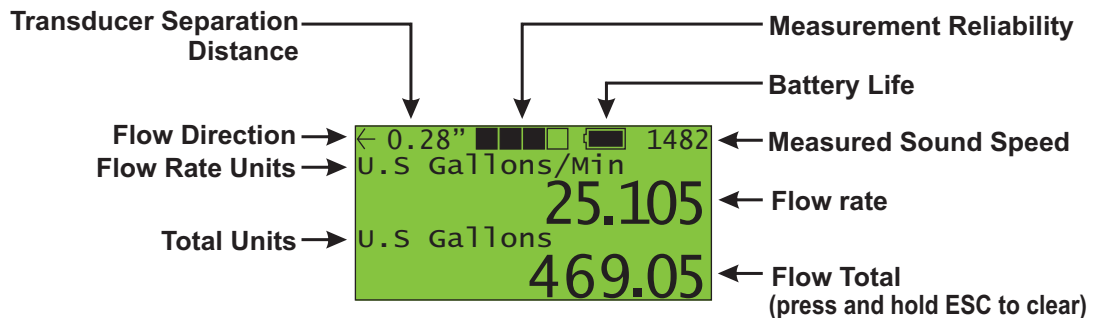 Transducer Separation
Distance
Measurement Reliability
Battery Life
Flow Direction
← 0.28” 1482
Measured Sound Speed
Flow Rate Units
U.S Gallons/Min
25.105
Flow rate
Total Units
U.S Gallons
469.05
Flow Total
(press and hold ESC to clear)